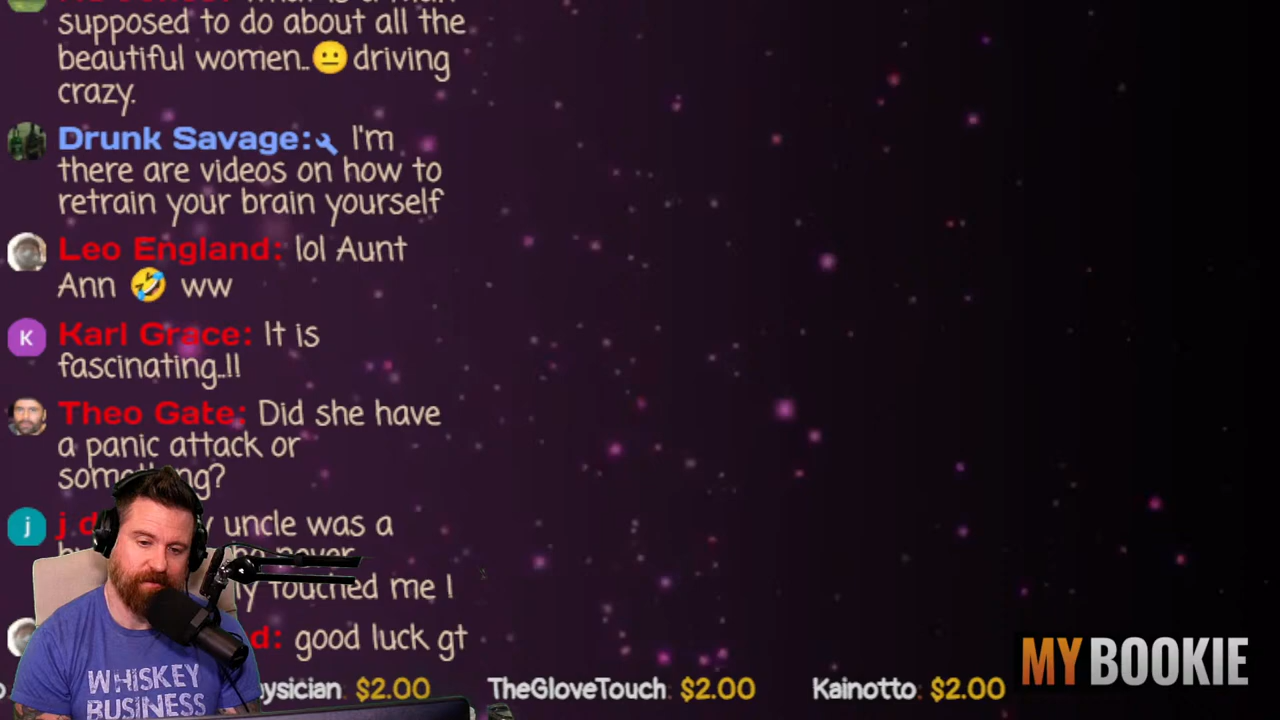 supposed to do about all the
beautiful women..😐 driving
crazy.
Drunk Savage: I'm
there are videos on how to
retrain your brain yourself
Leo England: lol Aunt
Ann 🤣 ww
K Karl Grace: It is
fascinating..!!
Theo Gate: Did she have
a panic attack or
something?
j j.d uncle was a
never
touched me !
good luck gt
WHISKEY
BUSINESS
ysician: $2.00 TheGloveTouch: $2.00 Kainotto: $2.00
MYBOOKIE